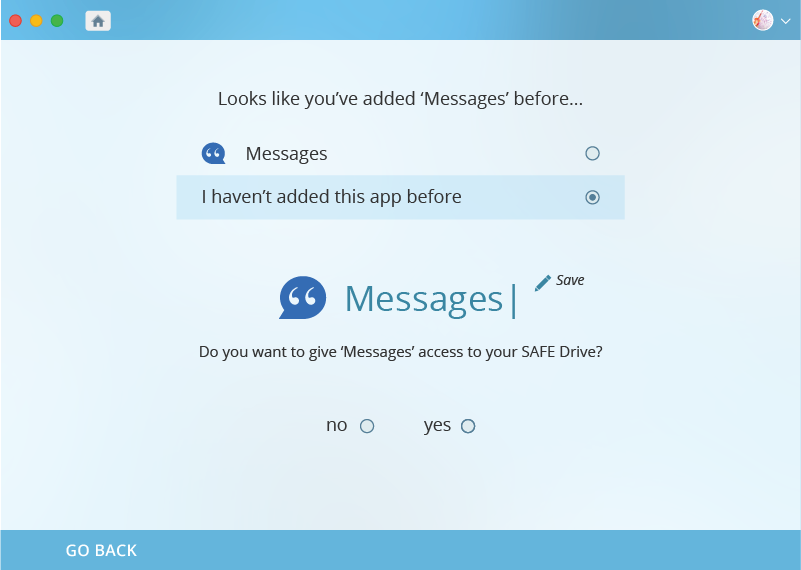 Looks like you’ve added ‘Messages’ before...
Messages
I haven’t added this app before
Messages
Save
Do you want to give ‘Messages’ access to your SAFE Drive?
no yes
GO BACK